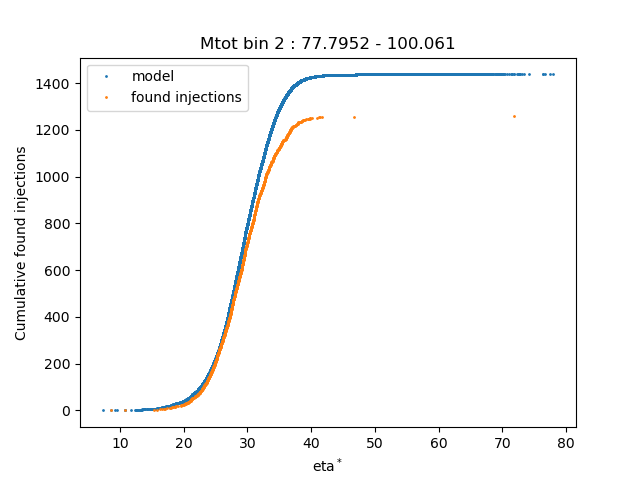 Mtot bin 2 : 77.7952 - 100.061
model
found injections
Cumulative found injections
1400
1200
1000
800
600
400
200
0
10 20 30 40 50 60 70 80
eta*